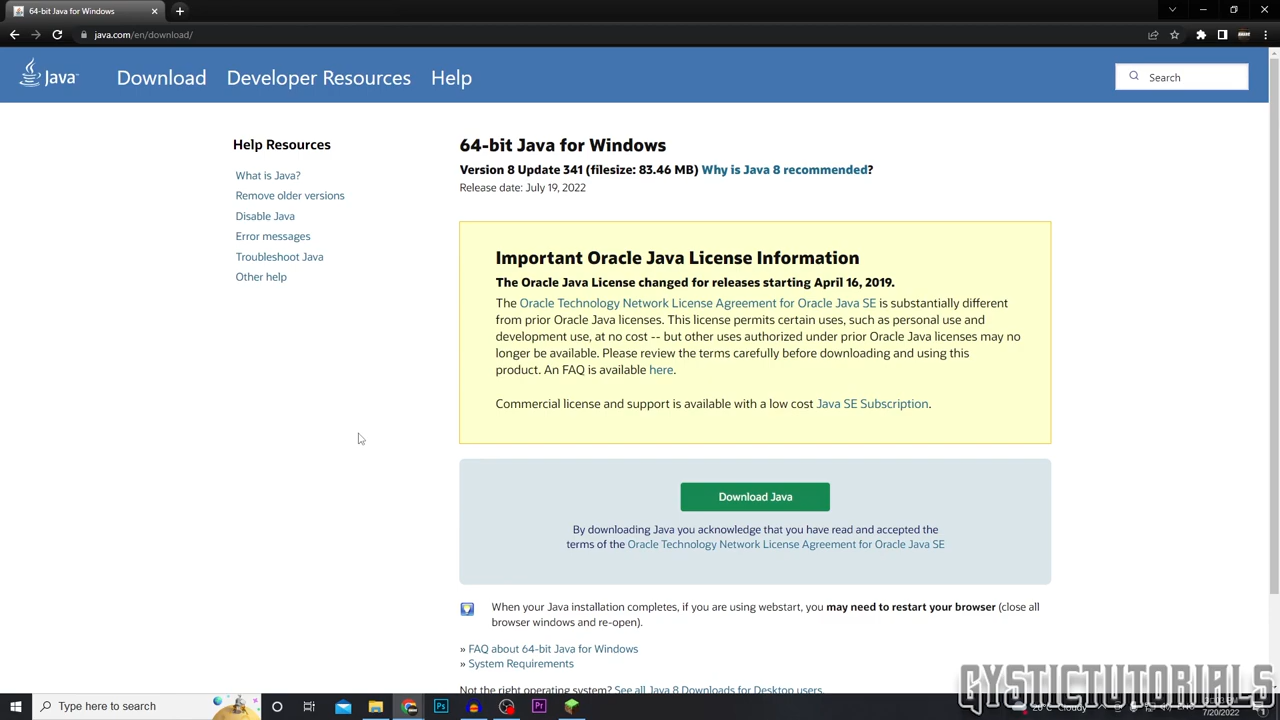 64-bit Java for Windows
java.com/en/download/
Java
Download
Developer Resources
Help
Search
Help Resources
What is Java?
Remove older versions
Disable Java
Error messages
Troubleshoot Java
Other help
64-bit Java for Windows
Version 8 Update 341 (filesize: 83.46 MB) Why is Java 8 recommended?
Release date: July 19, 2022
Important Oracle Java License Information
The Oracle Java License changed for releases starting April 16, 2019.
The Oracle Technology Network License Agreement for Oracle Java SE is substantially different
from prior Oracle Java licenses. This license permits certain uses, such as personal use and
development use, at no cost -- but other uses authorized under prior Oracle Java licenses may no
longer be available. Please review the terms carefully before downloading and using this
product. An FAQ is available here.
Commercial license and support is available with a low cost Java SE Subscription.
Download Java
By downloading Java you acknowledge that you have read and accepted the
terms of the Oracle Technology Network License Agreement for Oracle Java SE
When your Java installation completes, if you are using webstart, you may need to restart your browser (close all
browser windows and re-open).
» FAQ about 64-bit Java for Windows
» System Requirements
Not the right operating system? See all Java 8 Downloads for Desktop users.
GYSTICTUTORIALS
Type here to search
Ps
Pr
Cloudy
7/20/2022